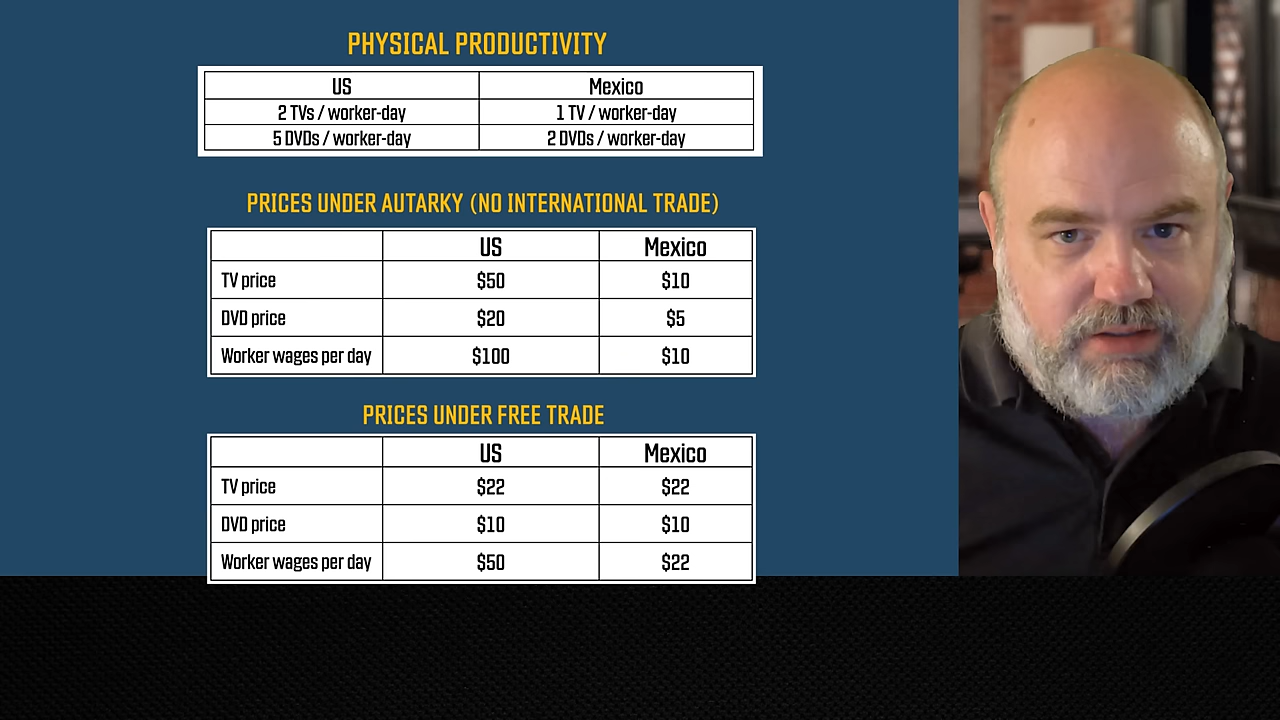 PHYSICAL PRODUCTIVITY
US Mexico
2 TVs / worker-day 1 TV / worker-day
5 DVDs / worker-day 2 DVDs / worker-day
PRICES UNDER AUTARKY (NO INTERNATIONAL TRADE)
US Mexico
TV price $50 $10
DVD price $20 $5
Worker wages per day $100 $10
PRICES UNDER FREE TRADE
US Mexico
TV price $22 $22
DVD price $10 $10
Worker wages per day $50 $22